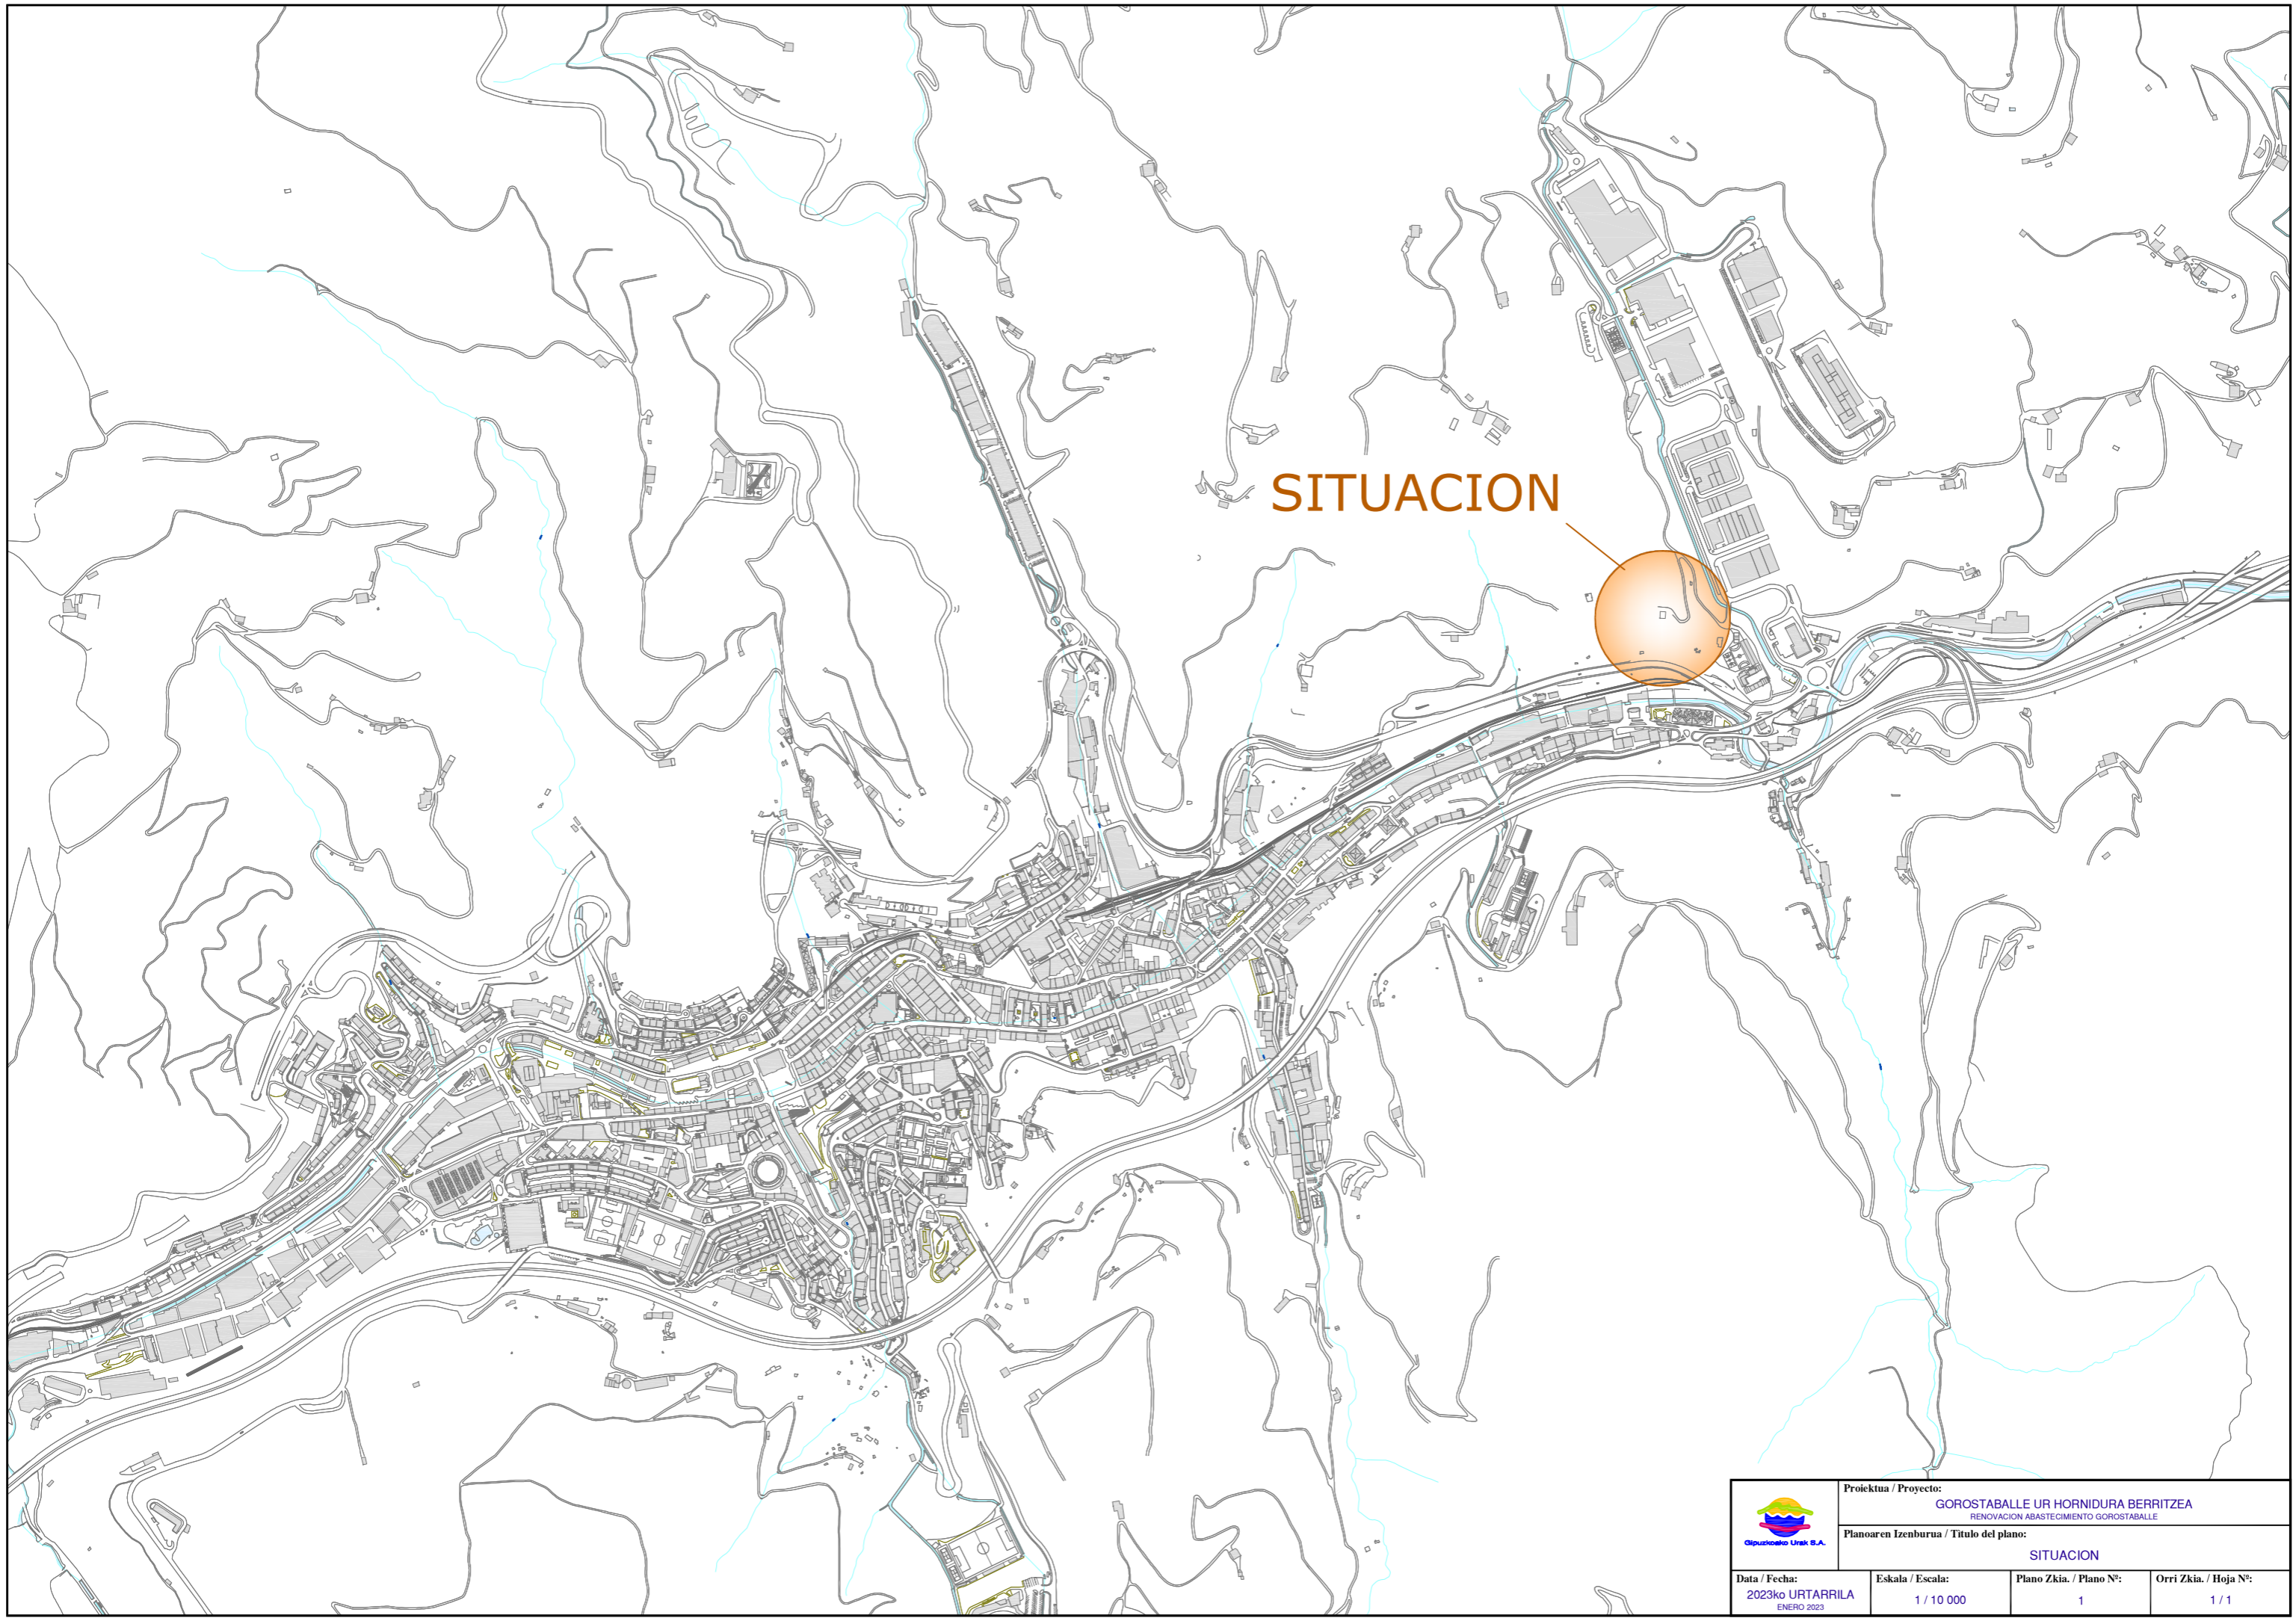 SITUACION
Gipuzkoako Urak S.A.
Proiektua / Proyecto:
GOROSTABALLE UR HORNIDURA BERRITZEA
RENOVACION ABASTECIMIENTO GOROSTABALLE
Planoaren Izenburua / Titulo del plano:
SITUACION
Data / Fecha:
2023ko URTARRILA
ENERO 2023
Eskala / Escala:
1 / 10 000
Plano Zkia. / Plano Nº:
1
Orri Zkia. / Hoja Nº:
1 / 1